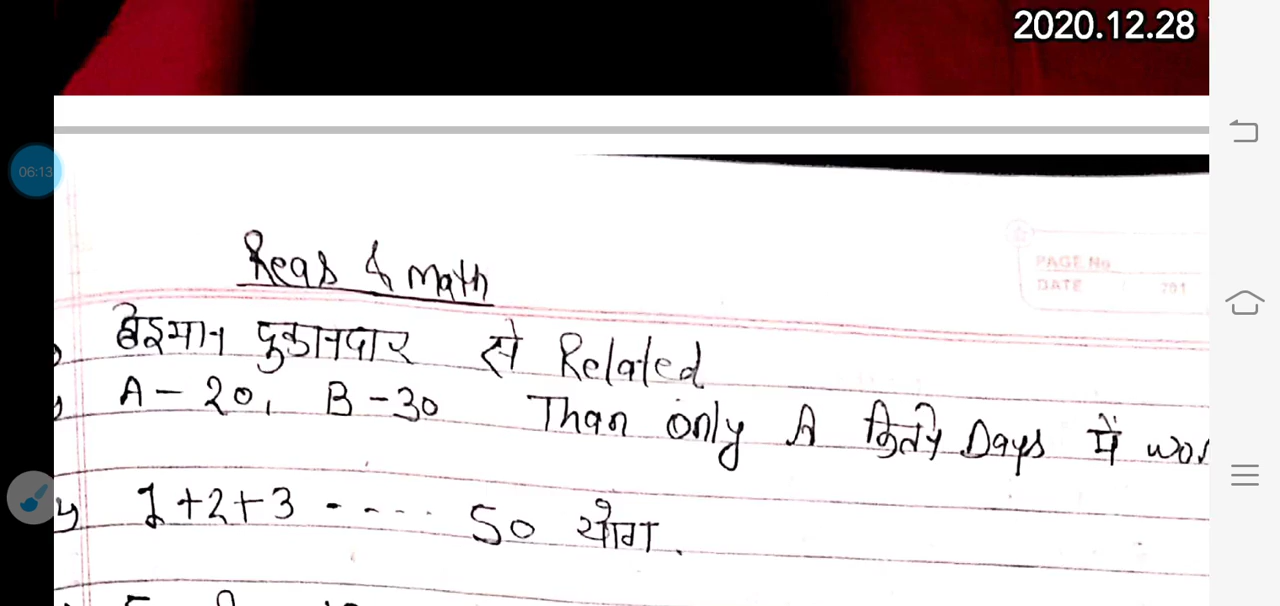 2020.12.28
06:13
PAGE No
DATE
Reas & Math
बेइमान दुकानदार से Related
A - 20, B - 30 Than only A कितने Days में wor
1 + 2 + 3 ..... 50 योग.